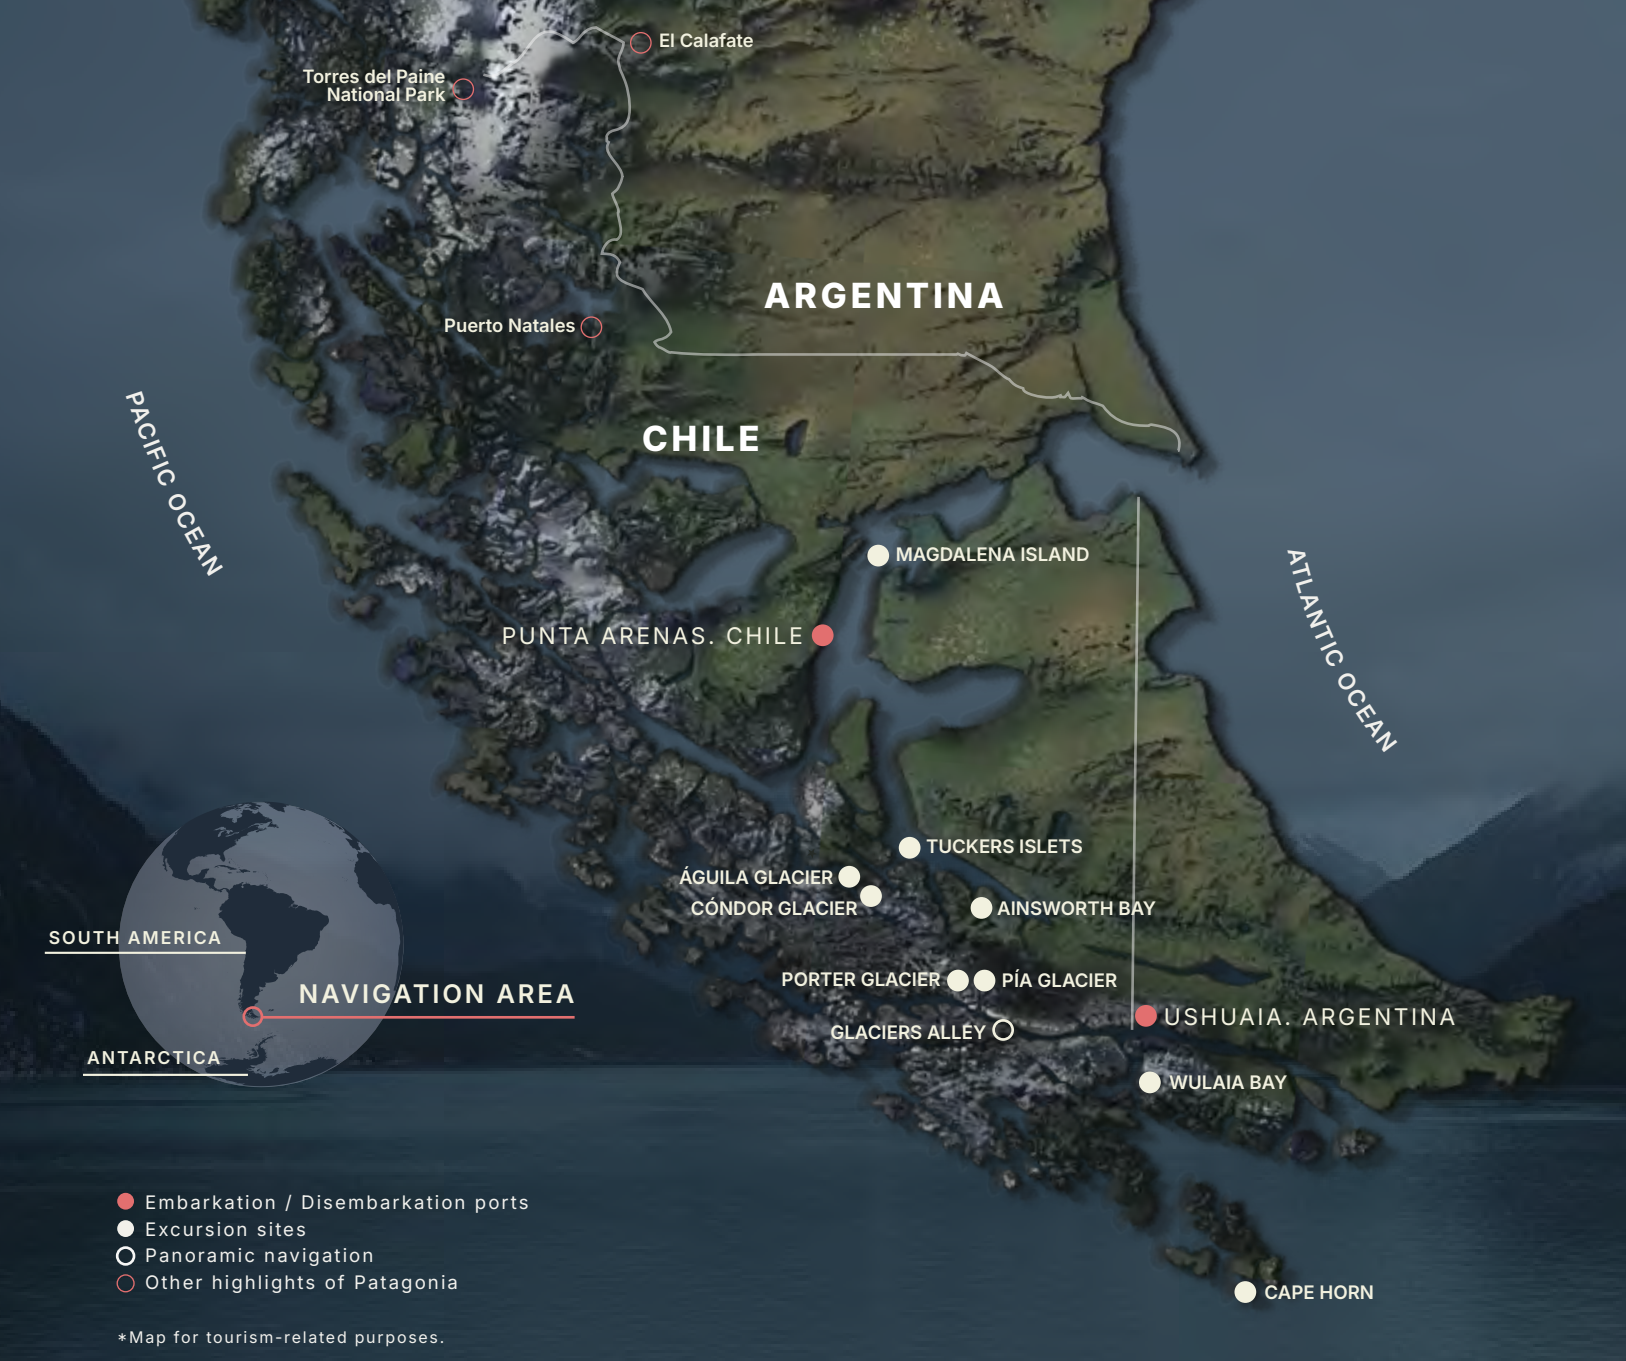 El Calafate
Torres del Paine
National Park
ARGENTINA
Puerto Natales
PACIFIC OCEAN
CHILE
MAGDALENA ISLAND
ATLANTIC OCEAN
PUNTA ARENAS. CHILE
TUCKERS ISLETS
ÁGUILA GLACIER
CÓNDOR GLACIER
AINSWORTH BAY
SOUTH AMERICA
PORTER GLACIER
PÍA GLACIER
NAVIGATION AREA
USHUAIA. ARGENTINA
GLACIERS ALLEY
ANTARCTICA
WULAIA BAY
Embarkation / Disembarkation ports
Excursion sites
Panoramic navigation
Other highlights of Patagonia
CAPE HORN
*Map for tourism-related purposes.